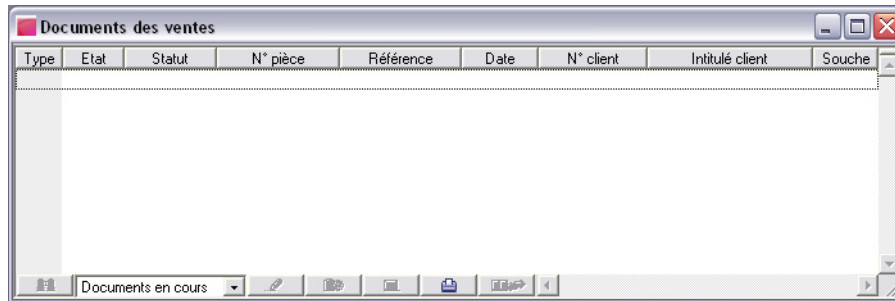 Documents des ventes
Type Etat Statut N° pièce Référence Date N° client Intitulé client Souche
Documents en cours